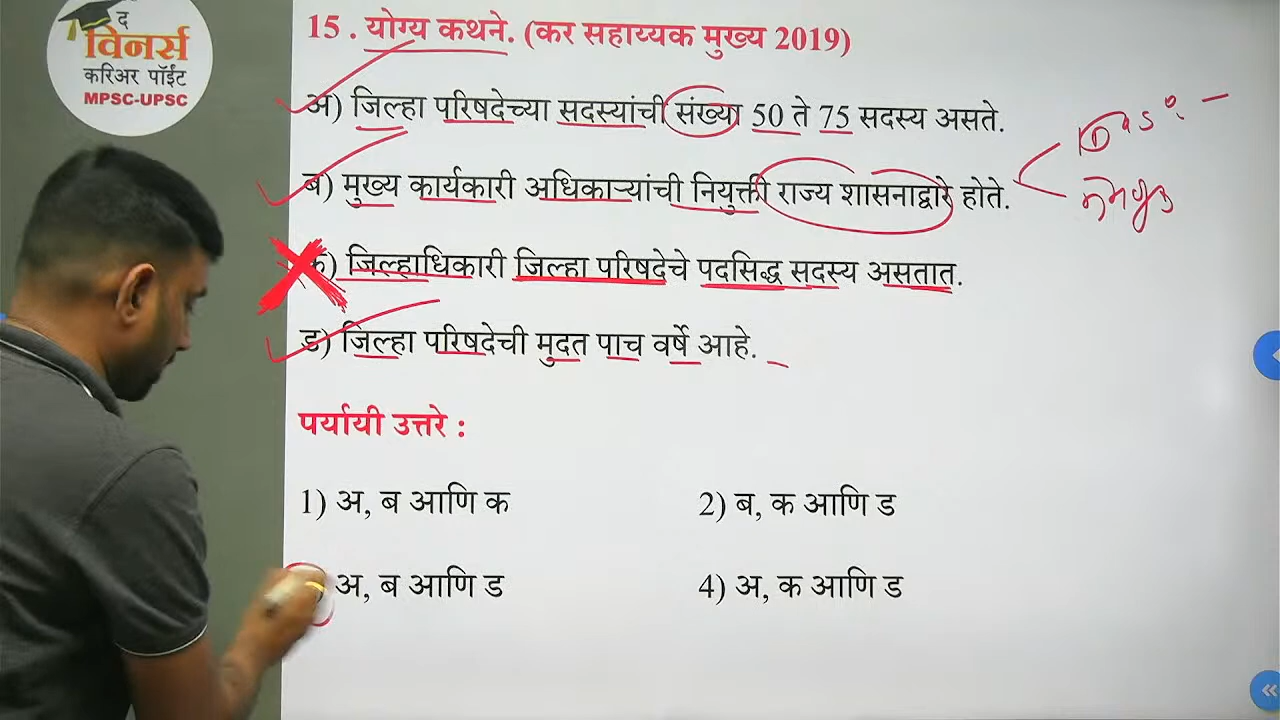 द
विनर्स
करिअर पॉईंट
MPSC-UPSC
15 . योग्य कथने. (कर सहाय्यक मुख्य 2019)
अ) जिल्हा परिषदेच्या सदस्यांची संख्या 50 ते 75 सदस्य असते.
ब) मुख्य कार्यकारी अधिकाऱ्यांची नियुक्ती राज्य शासनाद्वारे होते.
क) जिल्हाधिकारी जिल्हा परिषदेचे पदसिद्ध सदस्य असतात.
ड) जिल्हा परिषदेची मुदत पाच वर्षे आहे.
पर्यायी उत्तरे :
1) अ, ब आणि क
2) ब, क आणि ड
अ, ब आणि ड
4) अ, क आणि ड